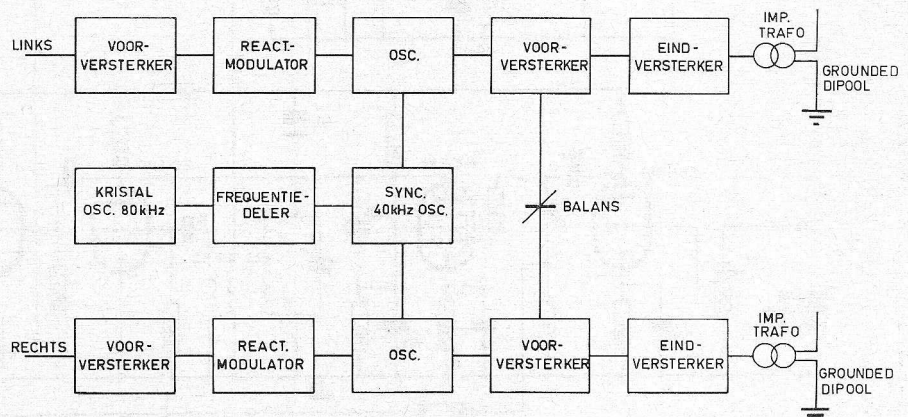 LINKS
VOOR-
VERSTERKER
REACT.-
MODULATOR
OSC.
VOOR-
VERSTERKER
EIND-
VERSTERKER
IMP.
TRAFO
GROUNDED
DIPOOL
KRISTAL
OSC. 80kHz
FREQUENTIE-
DELER
SYNC.
40kHz OSC.
BALANS
RECHTS
VOOR-
VERSTERKER
REACT.
MODULATOR
OSC.
VOOR-
VERSTERKER
EIND-
VERSTERKER
IMP.
TRAFO
GROUNDED
DIPOOL